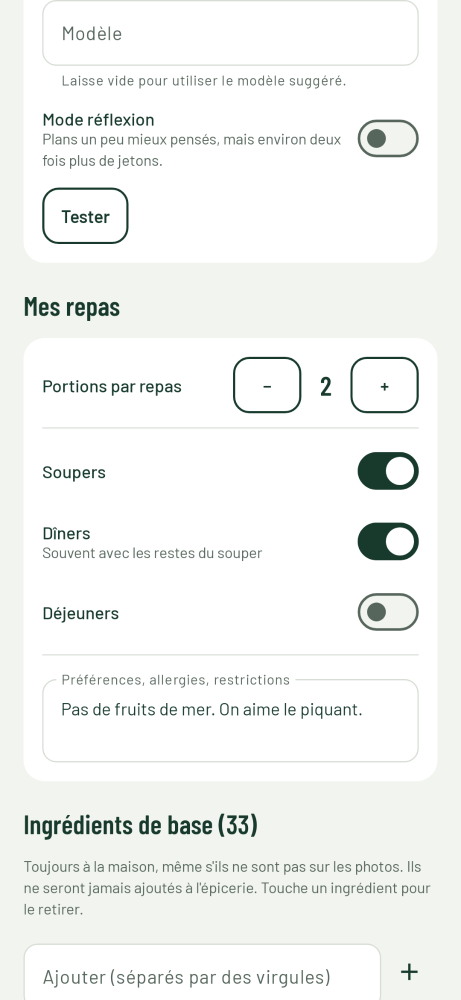 Modèle
Laisse vide pour utiliser le modèle suggéré.
Mode réflexion
Plans un peu mieux pensés, mais environ deux
fois plus de jetons.
Tester
Mes repas
Portions par repas – 2 +
Soupers
Dîners
Souvent avec les restes du souper
Déjeuners
Préférences, allergies, restrictions
Pas de fruits de mer. On aime le piquant.
Ingrédients de base (33)
Toujours à la maison, même s'ils ne sont pas sur les photos. Ils
ne seront jamais ajoutés à l'épicerie. Touche un ingrédient pour
le retirer.
Ajouter (séparés par des virgules) +